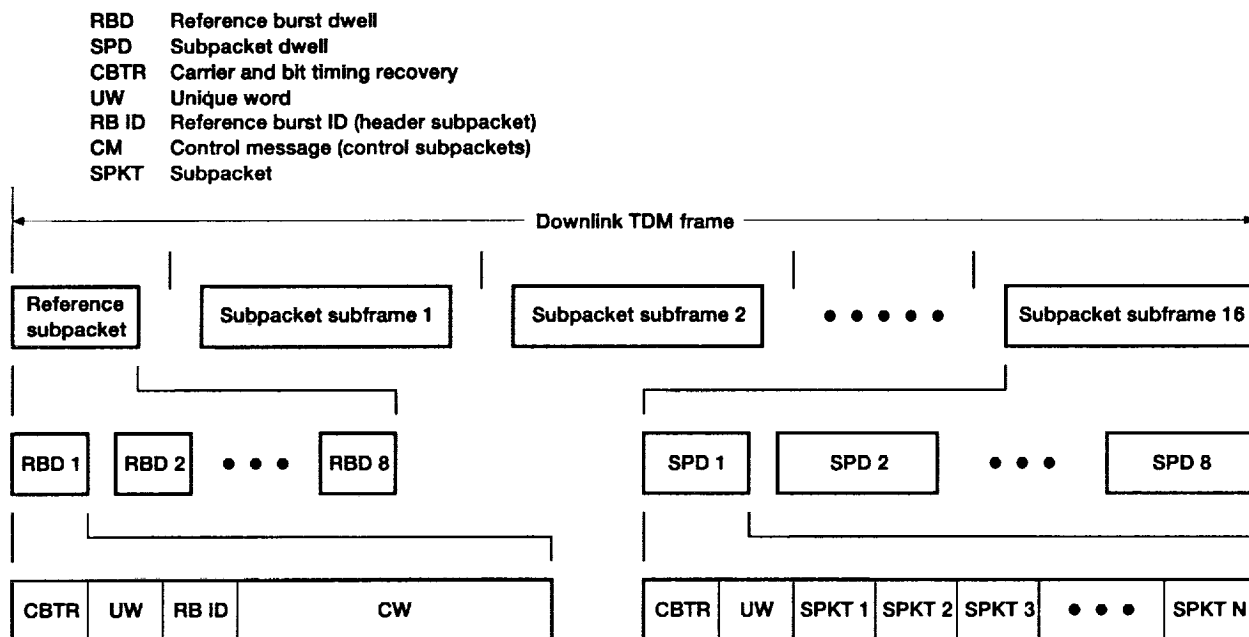 RBD Reference burst dwell
SPD Subpacket dwell
CBTR Carrier and bit timing recovery
UW Unique word
RB ID Reference burst ID (header subpacket)
CM Control message (control subpackets)
SPKT Subpacket
Downlink TDM frame
Reference subpacket Subpacket subframe 1 Subpacket subframe 2 • • • • • Subpacket subframe 16
RBD 1 RBD 2 • • • RBD 8 SPD 1 SPD 2 • • • SPD 8
CBTR UW RB ID CW CBTR UW SPKT 1 SPKT 2 SPKT 3 • • • SPKT N